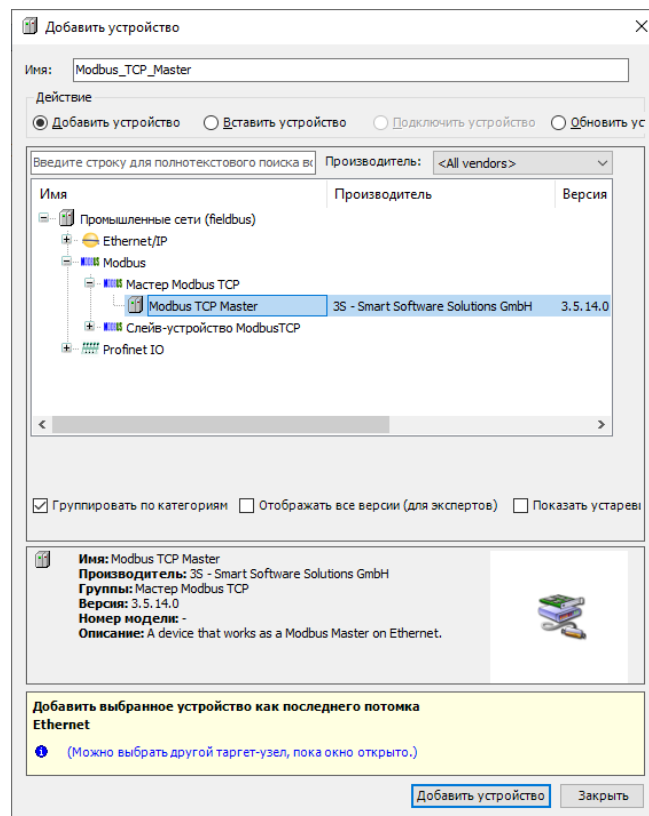 Добавить устройство
Имя: Modbus_TCP_Master
Действие
Добавить устройство Вставить устройство Подключить устройство Обновить ус
Введите строку для полнотекстового поиска во Производитель: <All vendors>
Имя Производитель Версия
Промышленные сети (fieldbus)
Ethernet/IP
Modbus
Мастер Modbus TCP
Modbus TCP Master 3S - Smart Software Solutions GmbH 3.5.14.0
Слейв-устройство ModbusTCP
Profinet IO
Группировать по категориям Отображать все версии (для экспертов) Показать устареви
Имя: Modbus TCP Master
Производитель: 3S - Smart Software Solutions GmbH
Группы: Мастер Modbus TCP
Версия: 3.5.14.0
Номер модели: -
Описание: A device that works as a Modbus Master on Ethernet.
Добавить выбранное устройство как последнего потомка
Ethernet
(Можно выбрать другой таргет-узел, пока окно открыто.)
Добавить устройство Закрыть